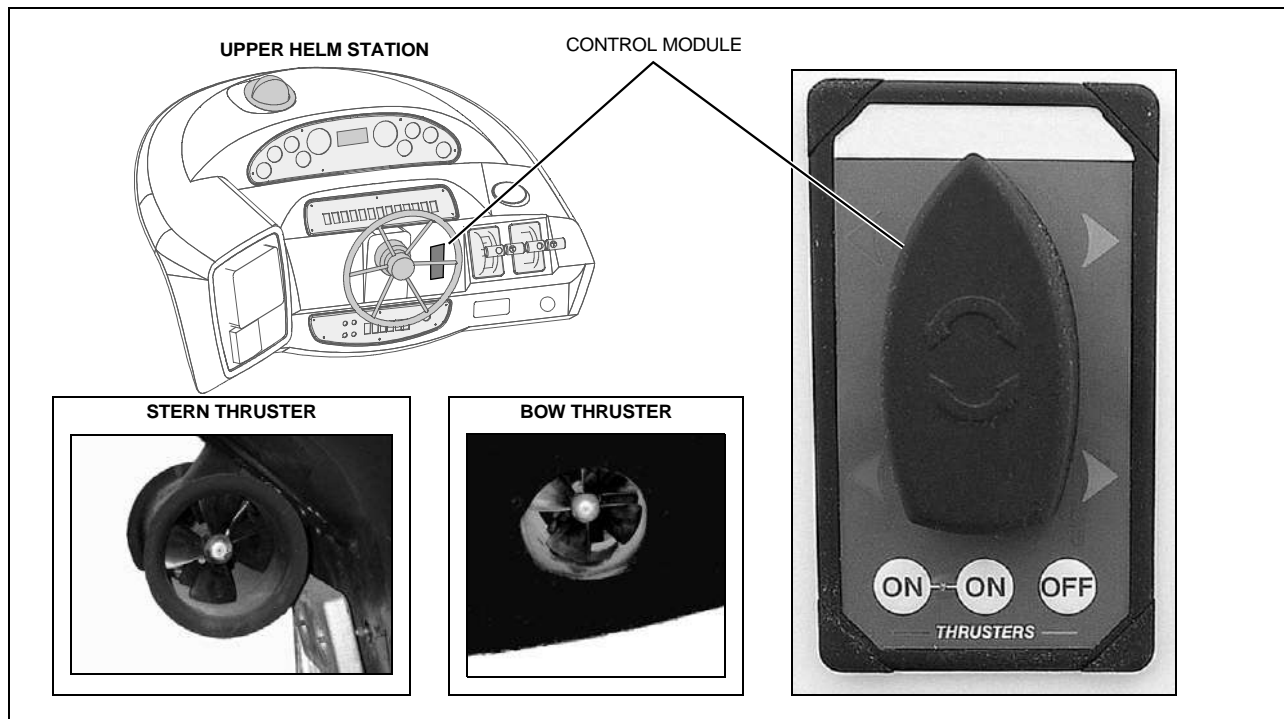 UPPER HELM STATION
CONTROL MODULE
STERN THRUSTER
BOW THRUSTER
ON ON OFF
THRUSTERS